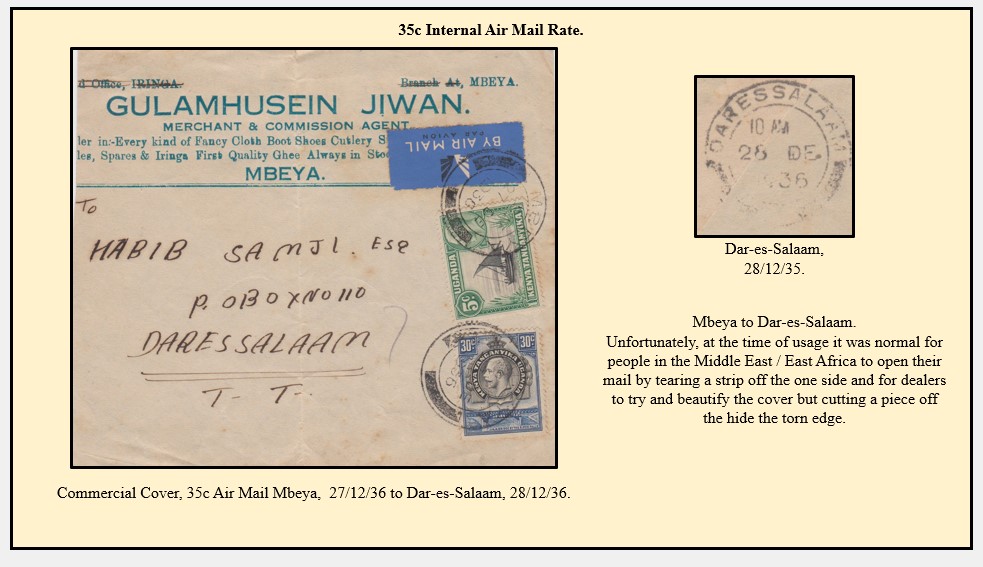 35c Internal Air Mail Rate.
d Office, IRINGA. Branch At, MBEYA.
GULAMHUSEIN JIWAN.
MERCHANT & COMMISSION AGENT
ler in:-Every kind of Fancy Cloth Boot Shoes Cutlery S
les, Spares & Iringa First Quality Ghee Always in Stoc
MBEYA.
BY AIR MAIL
PAR AVION
To
HABIB SAMJI. Esq
P. O BOX NO 110
DARESSALAAM
T. T.
5c UGANDA KENYA TANGANYIKA
30c 30c
KENYA TANGANYIKA UGANDA
DARESSALAAM
10 AM
28 DE
36
Dar-es-Salaam,
28/12/35.
Mbeya to Dar-es-Salaam.
Unfortunately, at the time of usage it was normal for
people in the Middle East / East Africa to open their
mail by tearing a strip off the one side and for dealers
to try and beautify the cover but cutting a piece off
the hide the torn edge.
Commercial Cover, 35c Air Mail Mbeya, 27/12/36 to Dar-es-Salaam, 28/12/36.